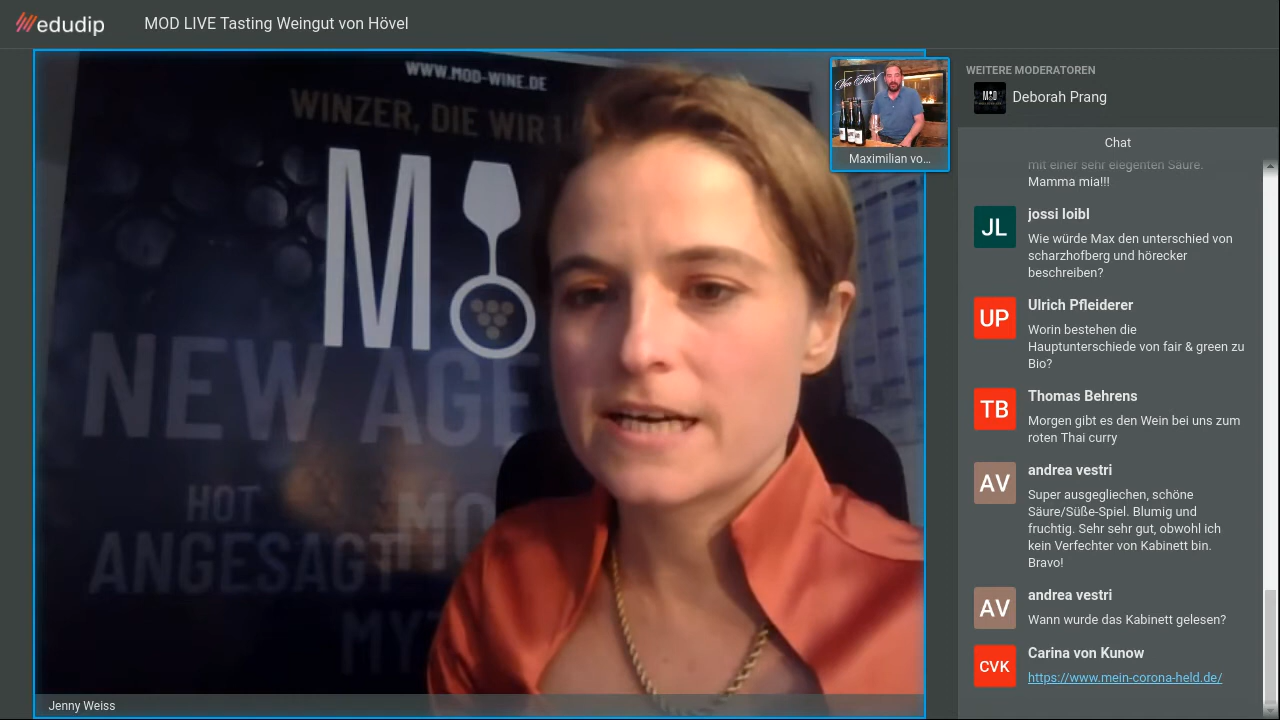 edudip
MOD LIVE Tasting Weingut von Hövel
WWW.MOD-WINE.DE
WINZER, DIE WIR
M
NEW AGE
HOT
ANGESAGT
Jenny Weiss
Von Hövel
Maximilian vo...
WEITERE MODERATOREN
Deborah Prang
Chat
mit einer sehr eleganten Säure.
Mamma mia!!!
JL
jossi loibl
Wie würde Max den unterschied von
scharzhofberg und hörecker
beschreiben?
UP
Ulrich Pfleiderer
Worin bestehen die
Hauptunterschiede von fair & green zu
Bio?
TB
Thomas Behrens
Morgen gibt es den Wein bei uns zum
roten Thai curry
AV
andrea vestri
Super ausgegliechen, schöne
Säure/Süße-Spiel. Blumig und
fruchtig. Sehr sehr gut, obwohl ich
kein Verfechter von Kabinett bin.
Bravo!
AV
andrea vestri
Wann wurde das Kabinett gelesen?
CVK
Carina von Kunow
https://www.mein-corona-held.de/